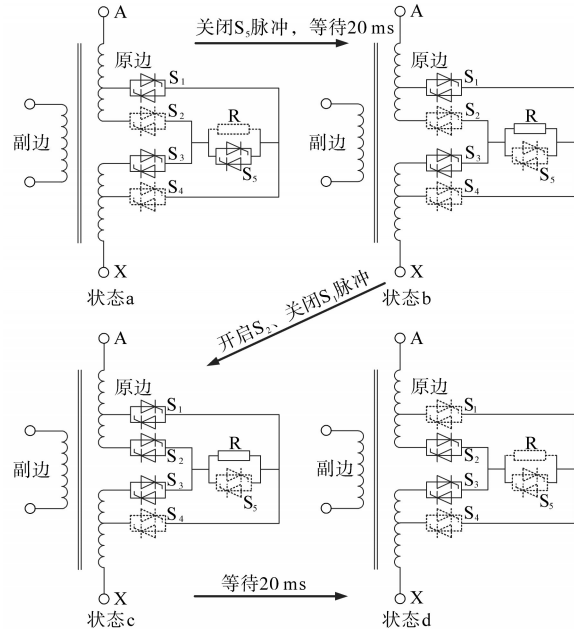 A
关闭S₅脉冲，等待20 ms
A
原边
S₁
S₂
R
副边
S₃
S₅
S₄
X
状态a
原边
S₁
S₂
R
副边
S₃
S₅
S₄
X
状态b
开启S₂、关闭S₁脉冲
A
原边
S₁
R
S₂
副边
S₃
S₅
S₄
X
状态c
A
原边
S₁
R
S₂
副边
S₃
S₅
S₄
X
状态d
等待20 ms